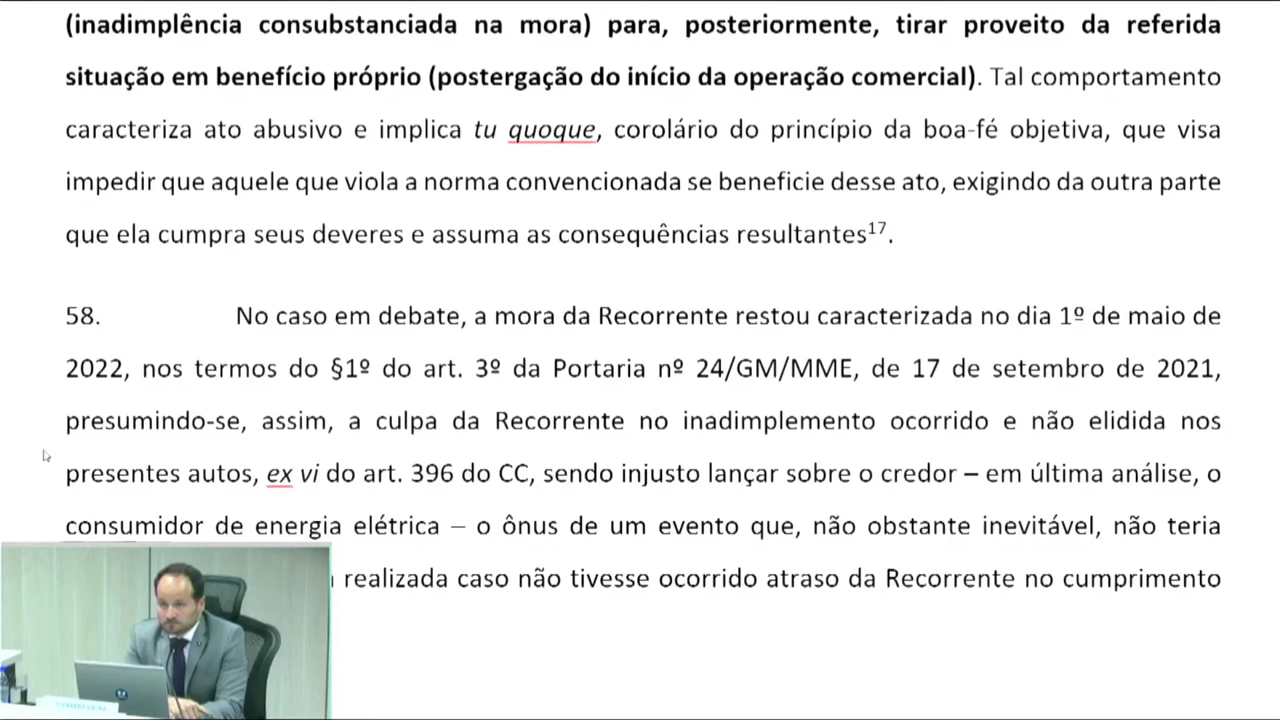 (inadimplência consubstanciada na mora) para, posteriormente, tirar proveito da referida
situação em benefício próprio (postergação do início da operação comercial). Tal comportamento
caracteriza ato abusivo e implica tu quoque, corolário do princípio da boa-fé objetiva, que visa
impedir que aquele que viola a norma convencionada se beneficie desse ato, exigindo da outra parte
que ela cumpra seus deveres e assuma as consequências resultantes¹⁷.
58. No caso em debate, a mora da Recorrente restou caracterizada no dia 1º de maio de
2022, nos termos do §1º do art. 3º da Portaria nº 24/GM/MME, de 17 de setembro de 2021,
presumindo-se, assim, a culpa da Recorrente no inadimplemento ocorrido e não elidida nos
presentes autos, ex vi do art. 396 do CC, sendo injusto lançar sobre o credor – em última análise, o
consumidor de energia elétrica – o ônus de um evento que, não obstante inevitável, não teria
realizada caso não tivesse ocorrido atraso da Recorrente no cumprimento